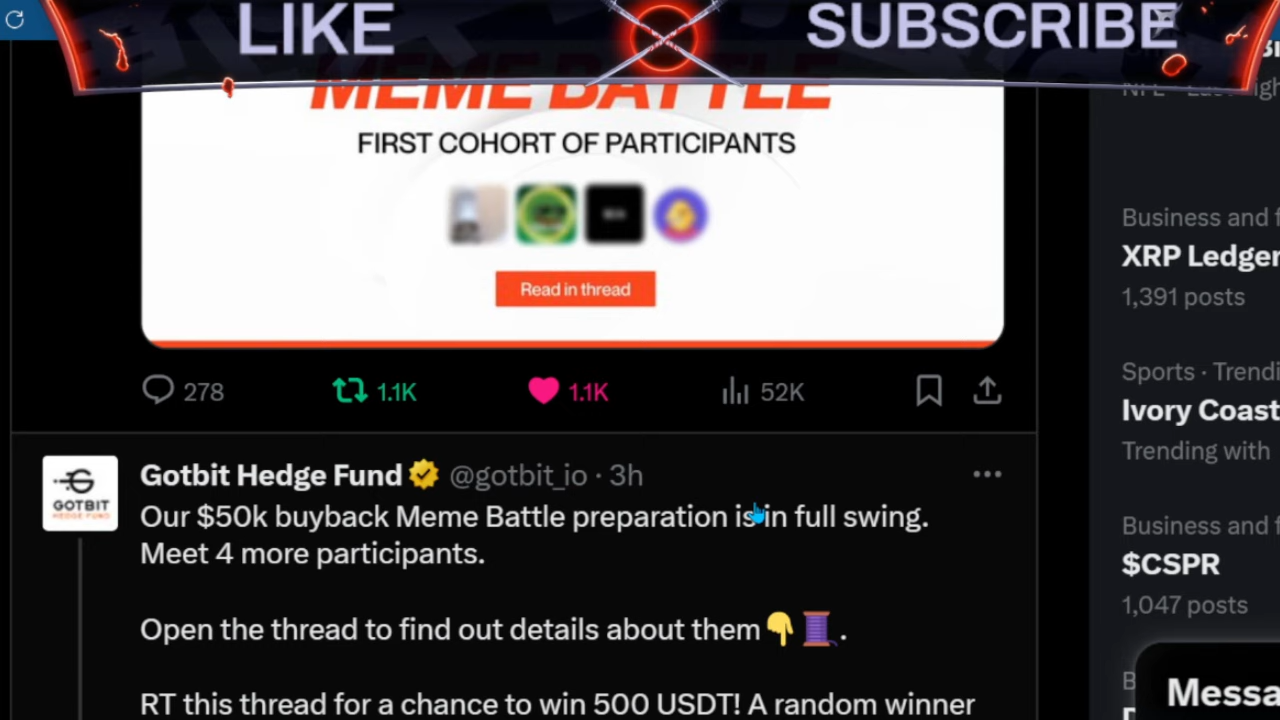 LIKE
SUBSCRIBE
MEME BATTLE
FIRST COHORT OF PARTICIPANTS
Read in thread
278
1.1K
1.1K
52K
GOTBIT
HEDGE FUND
Gotbit Hedge Fund @gotbit_io · 3h
Our $50k buyback Meme Battle preparation is in full swing.
Meet 4 more participants.
Open the thread to find out details about them👇🧵.
RT this thread for a chance to win 500 USDT! A random winner
Business and f
XRP Ledger
1,391 posts
Sports · Trendi
Ivory Coast
Trending with
Business and f
$CSPR
1,047 posts
Messa